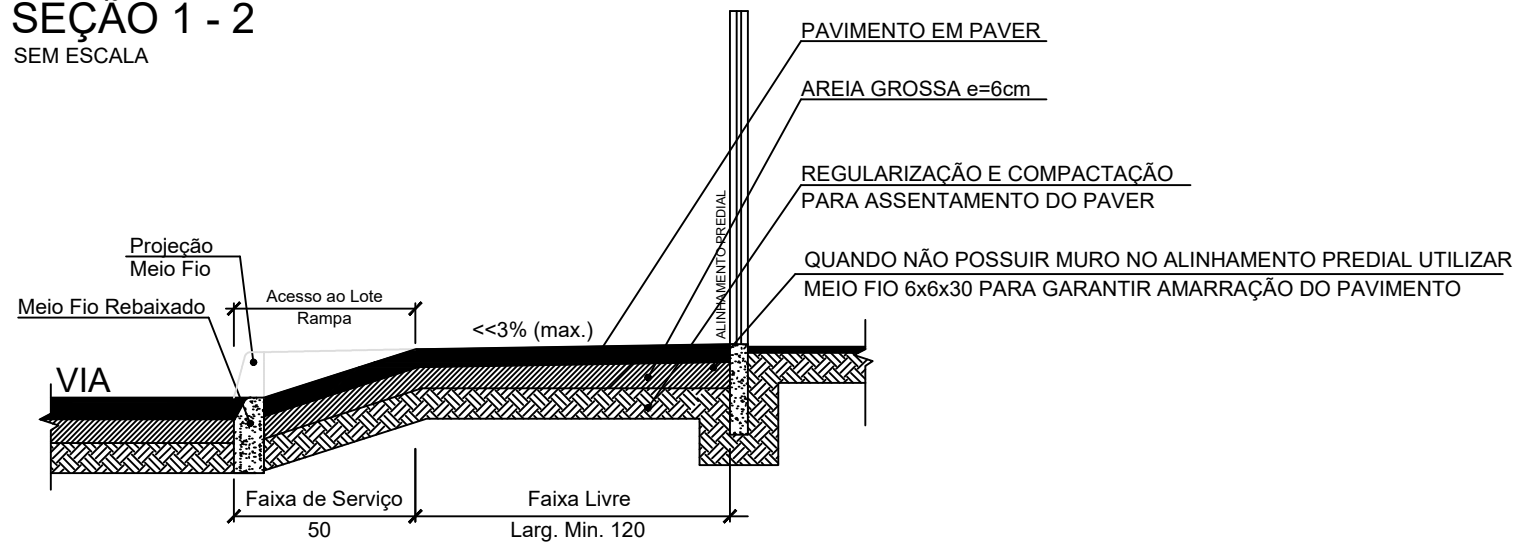 SEÇÃO 1 - 2
SEM ESCALA
PAVIMENTO EM PAVER
AREIA GROSSA e=6cm
REGULARIZAÇÃO E COMPACTAÇÃO
PARA ASSENTAMENTO DO PAVER
QUANDO NÃO POSSUIR MURO NO ALINHAMENTO PREDIAL UTILIZAR
MEIO FIO 6x6x30 PARA GARANTIR AMARRAÇÃO DO PAVIMENTO
ALINHAMENTO PREDIAL
Projeção
Meio Fio
Meio Fio Rebaixado
Acesso ao Lote
Rampa
<<3% (max.)
VIA
Faixa de Serviço
50
Faixa Livre
Larg. Min. 120